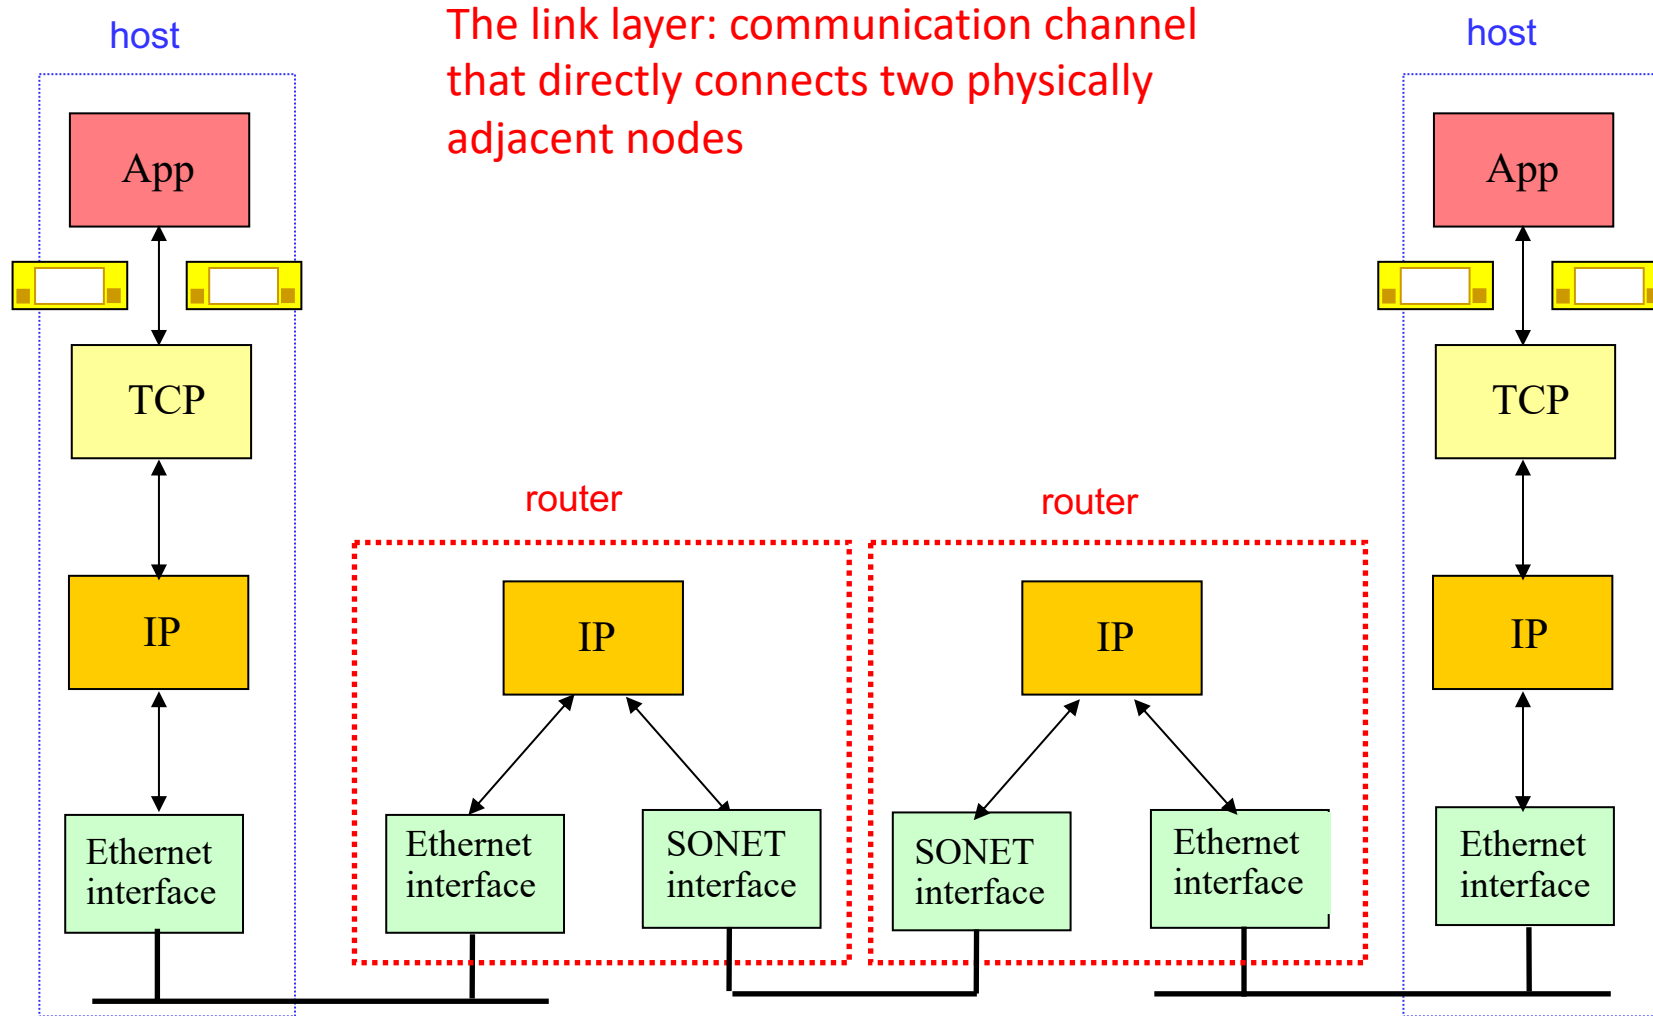 host
The link layer: communication channel
that directly connects two physically
adjacent nodes
host
App
App
TCP
TCP
router
router
IP
IP
IP
IP
Ethernet
interface
Ethernet
interface
SONET
interface
SONET
interface
Ethernet
interface
Ethernet
interface